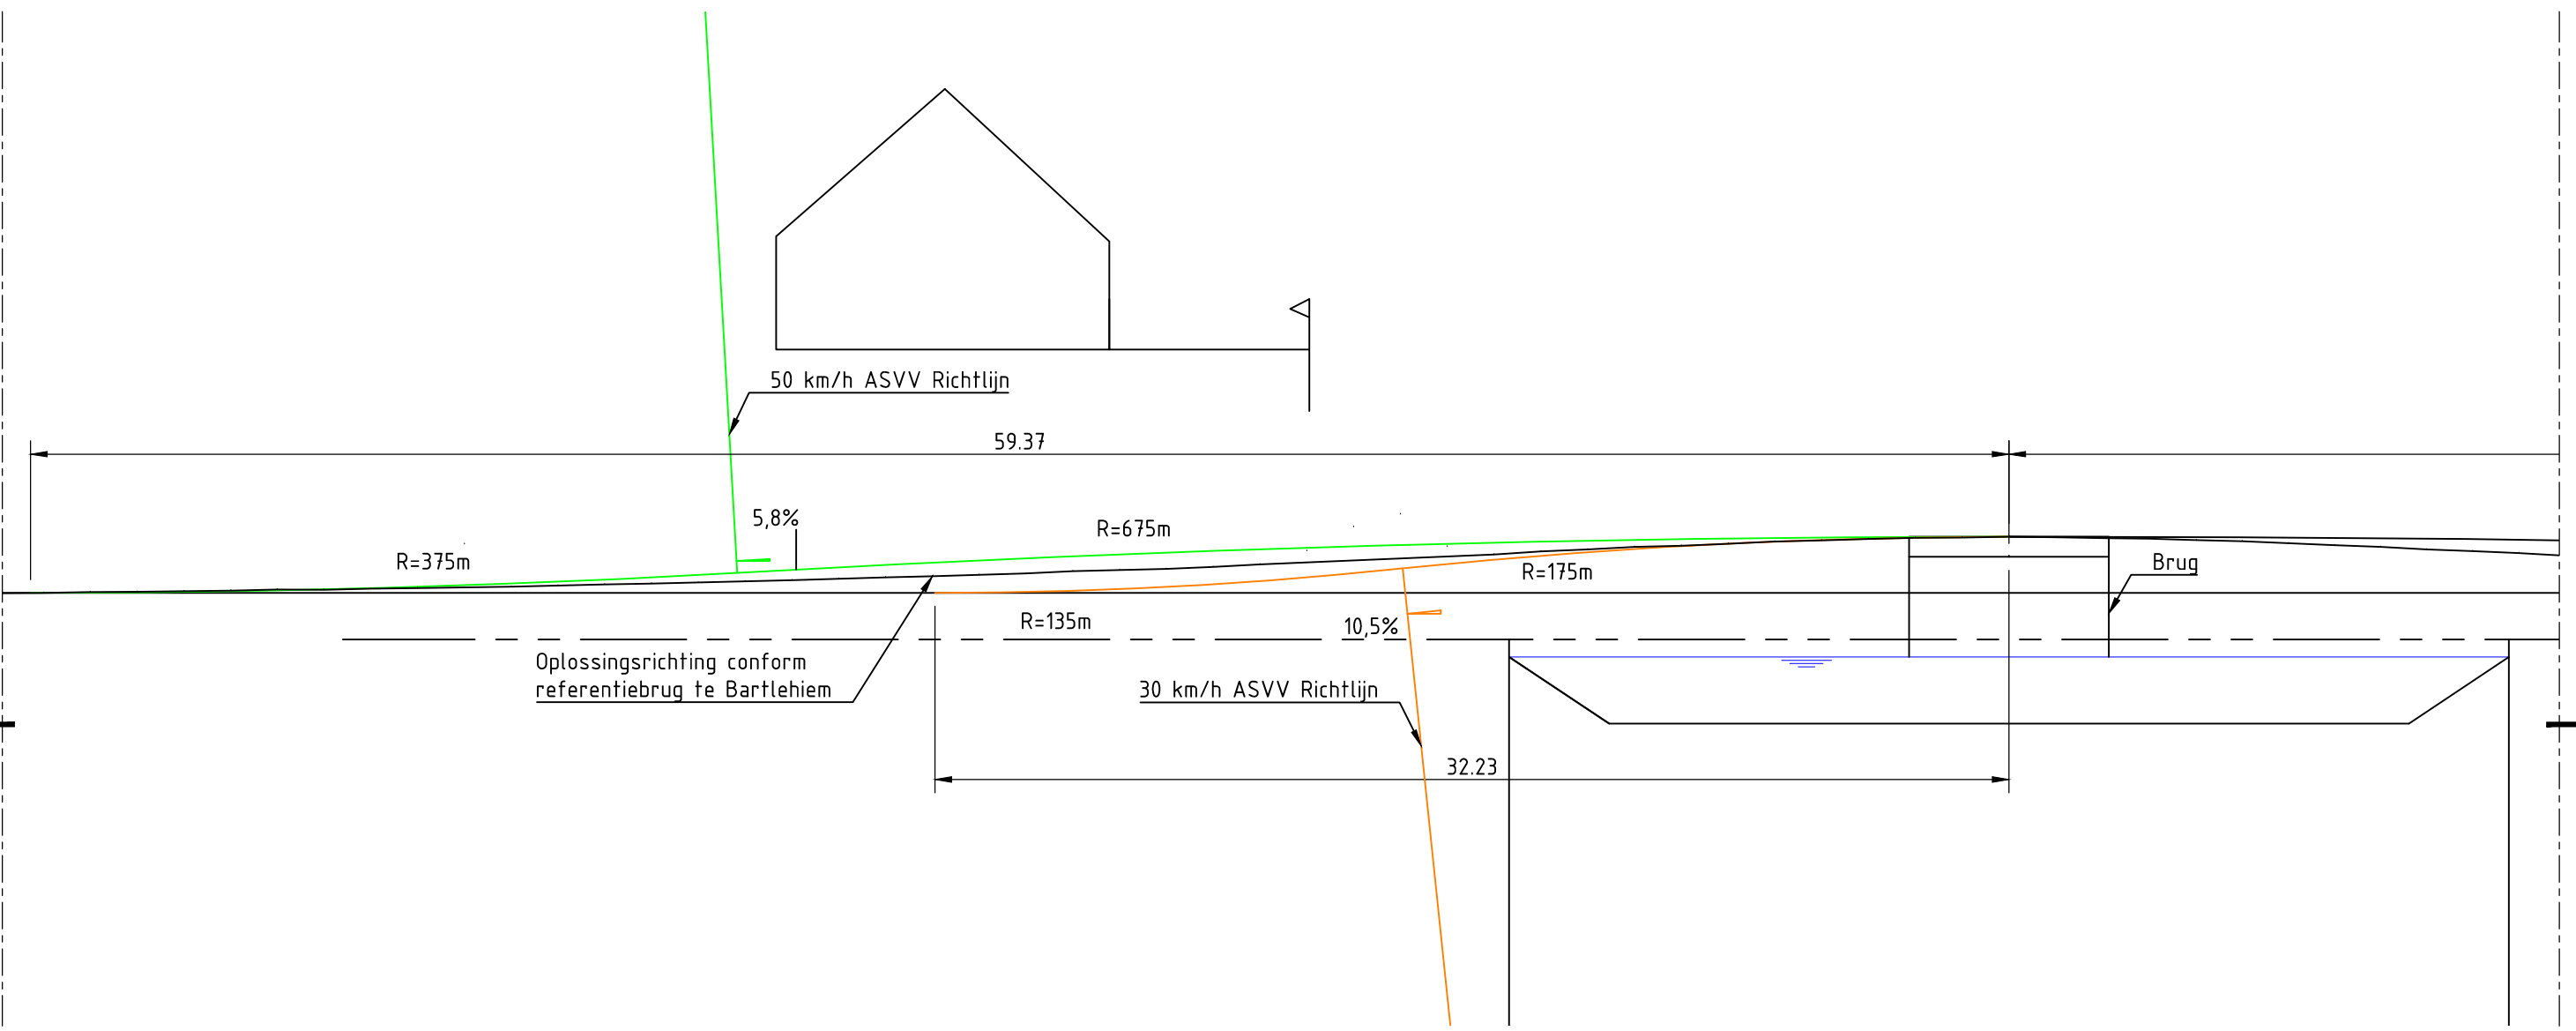 50 km/h ASVV Richtlijn
59.37
5,8%
R=675m
R=375m
Brug
R=175m
R=135m
10,5%
Oplossingsrichting conform
referentiebrug te Bartlehiem
30 km/h ASVV Richtlijn
32.23